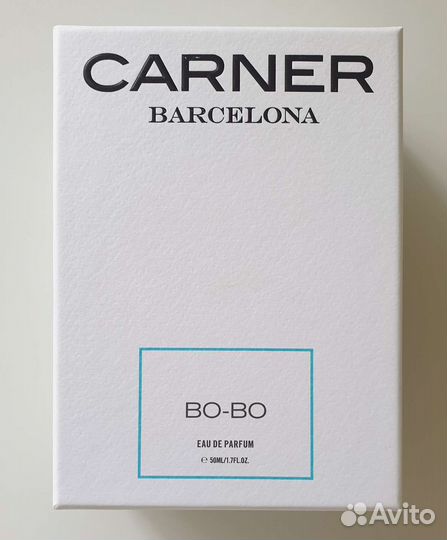 CARNER
BARCELONA
BO-BO
EAU DE PARFUM
℮ 50ML/1.7FL.OZ.
Avito